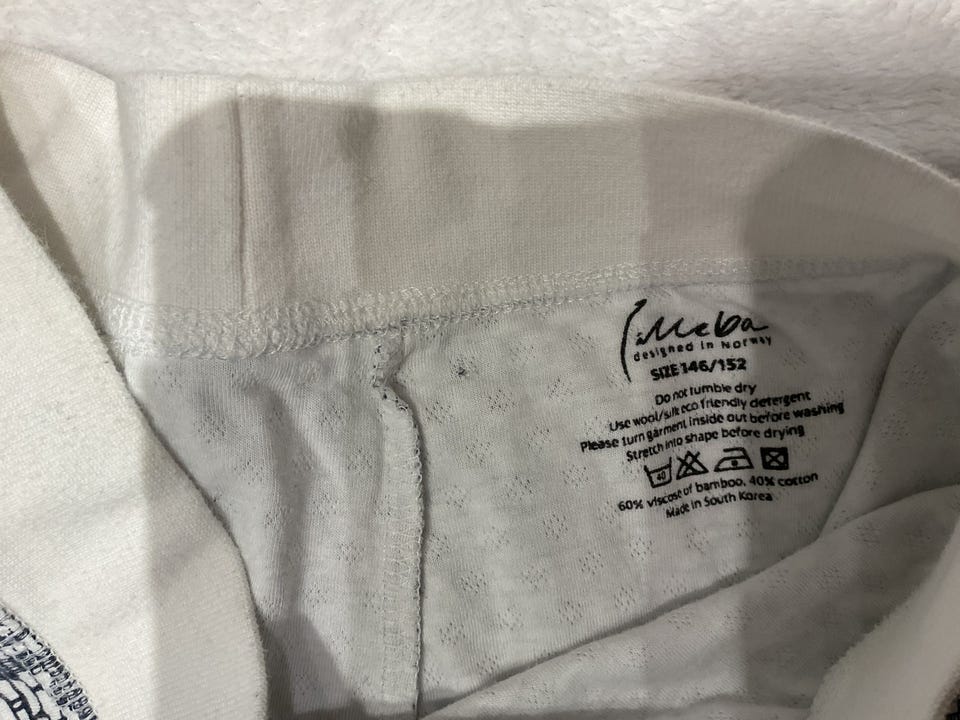 designed in Norway
SIZE 146/152
Do not tumble dry
Use wool/silk eco friendly detergent
Please turn garment inside out before washing
Stretch into shape before drying
40
60% viscose of bamboo, 40% cotton
Made in South Korea